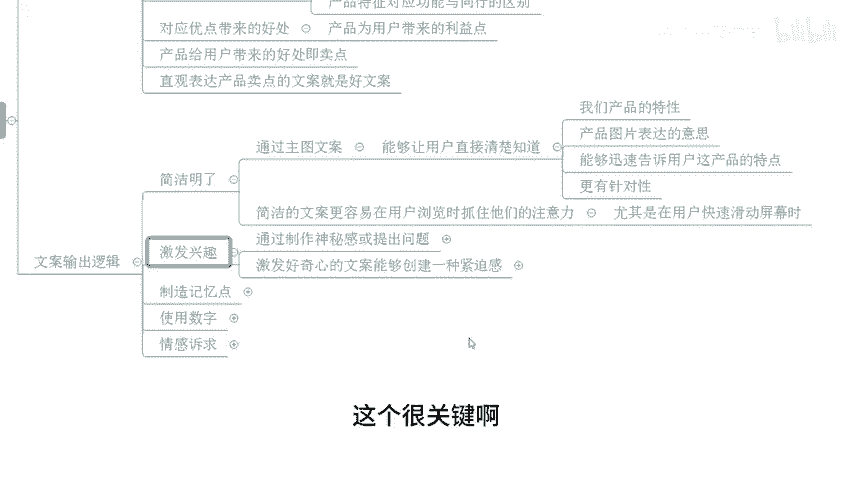 产品特征对应功能与同行的区别
对应优点带来的好处 产品为用户带来的利益点
产品给用户带来的好处即卖点
直观表达产品卖点的文案就是好文案
我们产品的特性
通过主图文案 能够让用户直接清楚知道 产品图片表达的意思
能够迅速告诉用户这产品的特点
简洁明了
更有针对性
简洁的文案更容易在用户浏览时抓住他们的注意力 尤其是在用户快速滑动屏幕时
通过制作神秘感或提出问题
文案输出逻辑 激发兴趣
激发好奇心的文案能够创建一种紧迫感
制造记忆点
使用数字
情感诉求
这个很关键啊